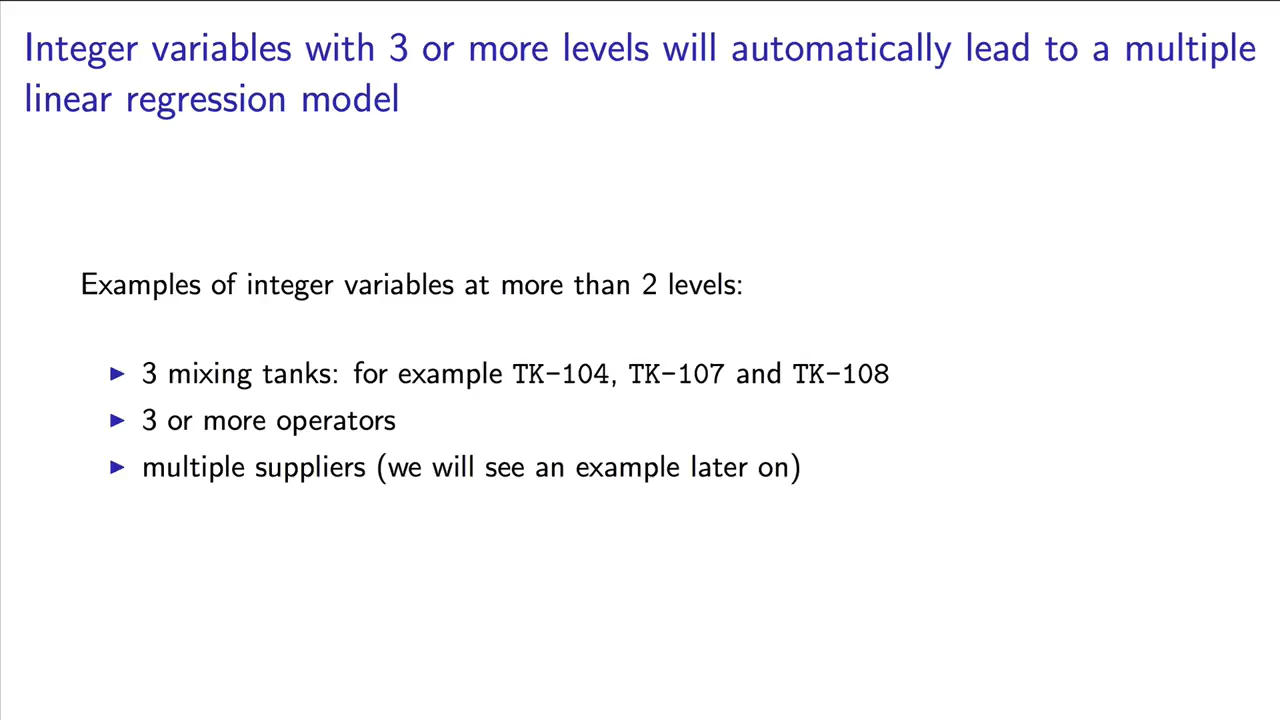 Integer variables with 3 or more levels will automatically lead to a multiple
linear regression model
Examples of integer variables at more than 2 levels:
▶ 3 mixing tanks: for example TK-104, TK-107 and TK-108
▶ 3 or more operators
▶ multiple suppliers (we will see an example later on)